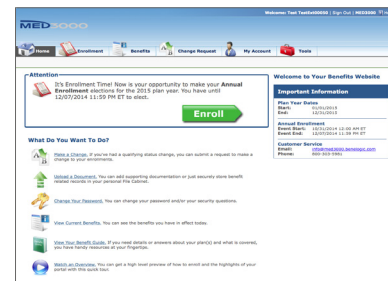 Welcome: Test TestExt00000 | Sign Out | MED3000
MED3000
Home
Enrollment
Benefits
Change Request
My Account
Tools
Attention
It's Enrollment Time! Now is your opportunity to make your Annual
Enrollment elections for the 2015 plan year. You have until
12/07/2014 11:59 PM ET to elect.
Enroll
What Do You Want To Do?
Make a Change. If you've had a qualifying status change, you can submit a request to make a
change to your enrollments.
Upload a Document. You can add supporting documentation or just securely store benefit
related records in your personal File Cabinet.
Change Your Password. You can change your password and/or your security questions.
View Current Benefits. You can see the benefits you have in effect today.
View Your Benefit Guide. If you need details or answers about your plan(s) and what is covered,
you have handy resources at your fingertips.
Watch an Overview. You can get a high level preview of how to enroll and the highlights of your
portal with this quick tour.
Welcome to Your Benefits Website
Important Information
Plan Year Dates
Start: 01/01/2015
End: 12/31/2015
Annual Enrollment
Event Start: 10/31/2014 12:00 AM ET
Event End: 12/07/2014 11:59 PM ET
Customer Service
Email: info@med3000.benelogic.com
Phone: